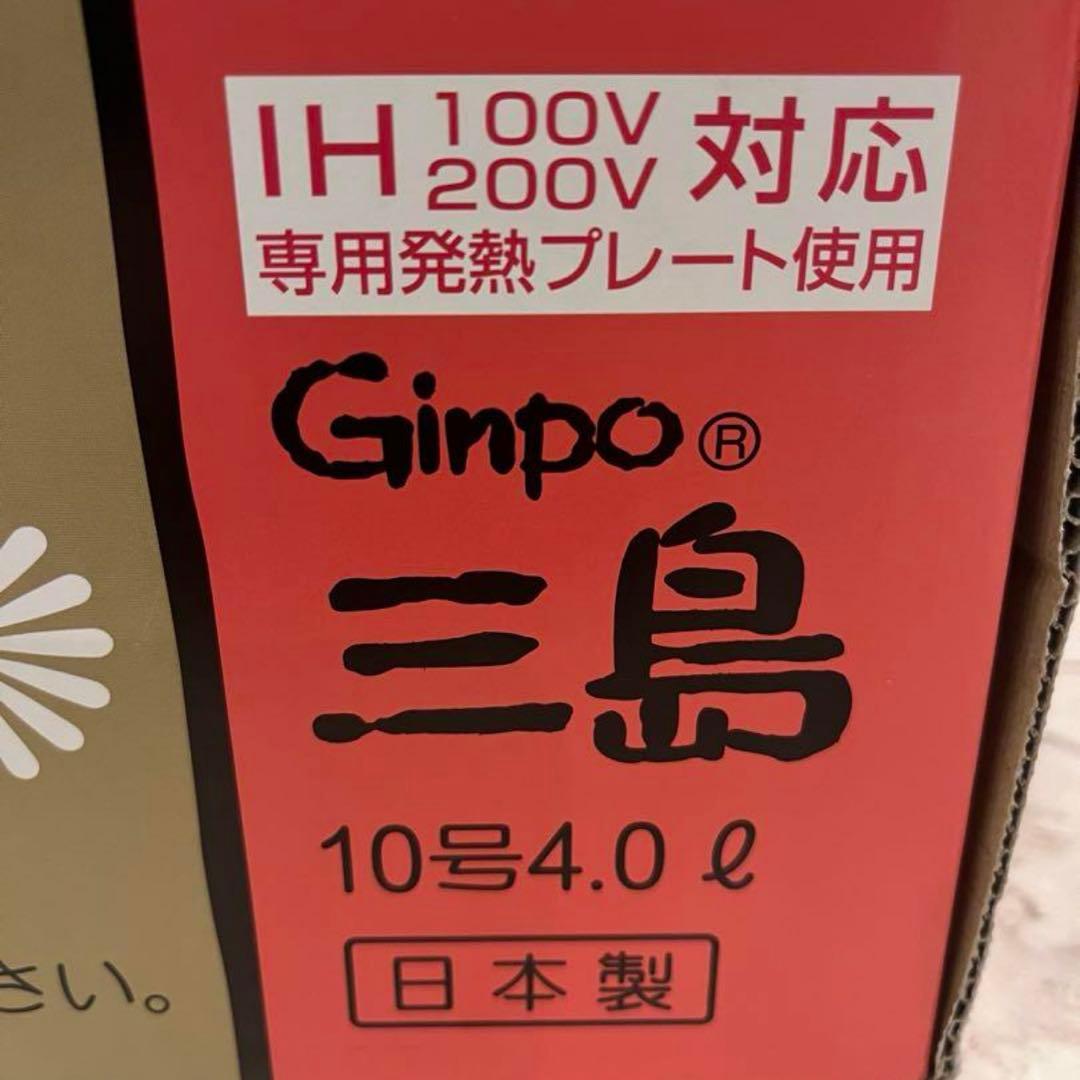 IH 100V 200V 対応
専用発熱プレート使用
Ginpo®
三島
10号4.0ℓ
日本製
さい。